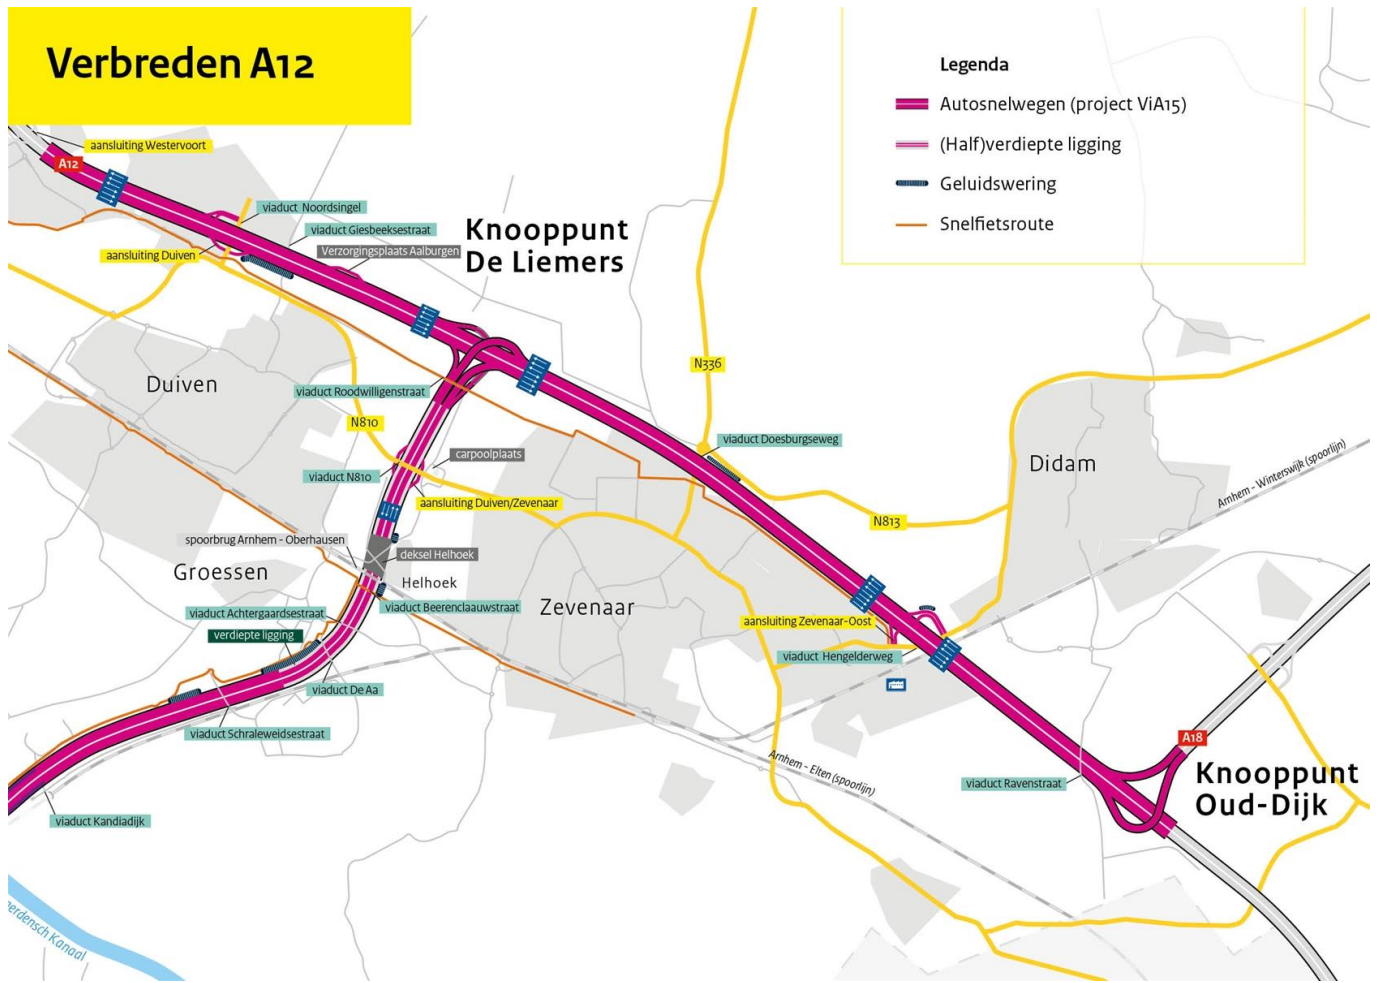 Verbreden A12
Legenda
Autosnelwegen (project ViA15)
(Half)verdiepte ligging
Geluidswering
Snelfietsroute
aansluiting Westervoort
A12
viaduct Noordsingel
viaduct Giesbeeksestraat
Verzorgingsplaats Aalburgen
aansluiting Duiven
Knooppunt
De Liemers
N336
Duiven
viaduct Roodwilligenstraat
N810
viaduct Doesburgseweg
carpoolplaats
Didam
viaduct N810
Arnhem - Winterswijk (spoorlijn)
aansluiting Duiven/Zevenaar
N813
spoorbrug Arnhem - Oberhausen
deksel Helhoek
Groessen
Helhoek
viaduct Achtergaardsestraat
viaduct Beerenclaauwstraat
Zevenaar
aansluiting Zevenaar-Oost
verdiepte ligging
viaduct Hengelderweg
viaduct De Aa
viaduct Schraleweidsestraat
A18
Arnhem - Elten (spoorlijn)
viaduct Ravenstraat
Knooppunt
Oud-Dijk
viaduct Kandiadijk
erdensch Kanaal